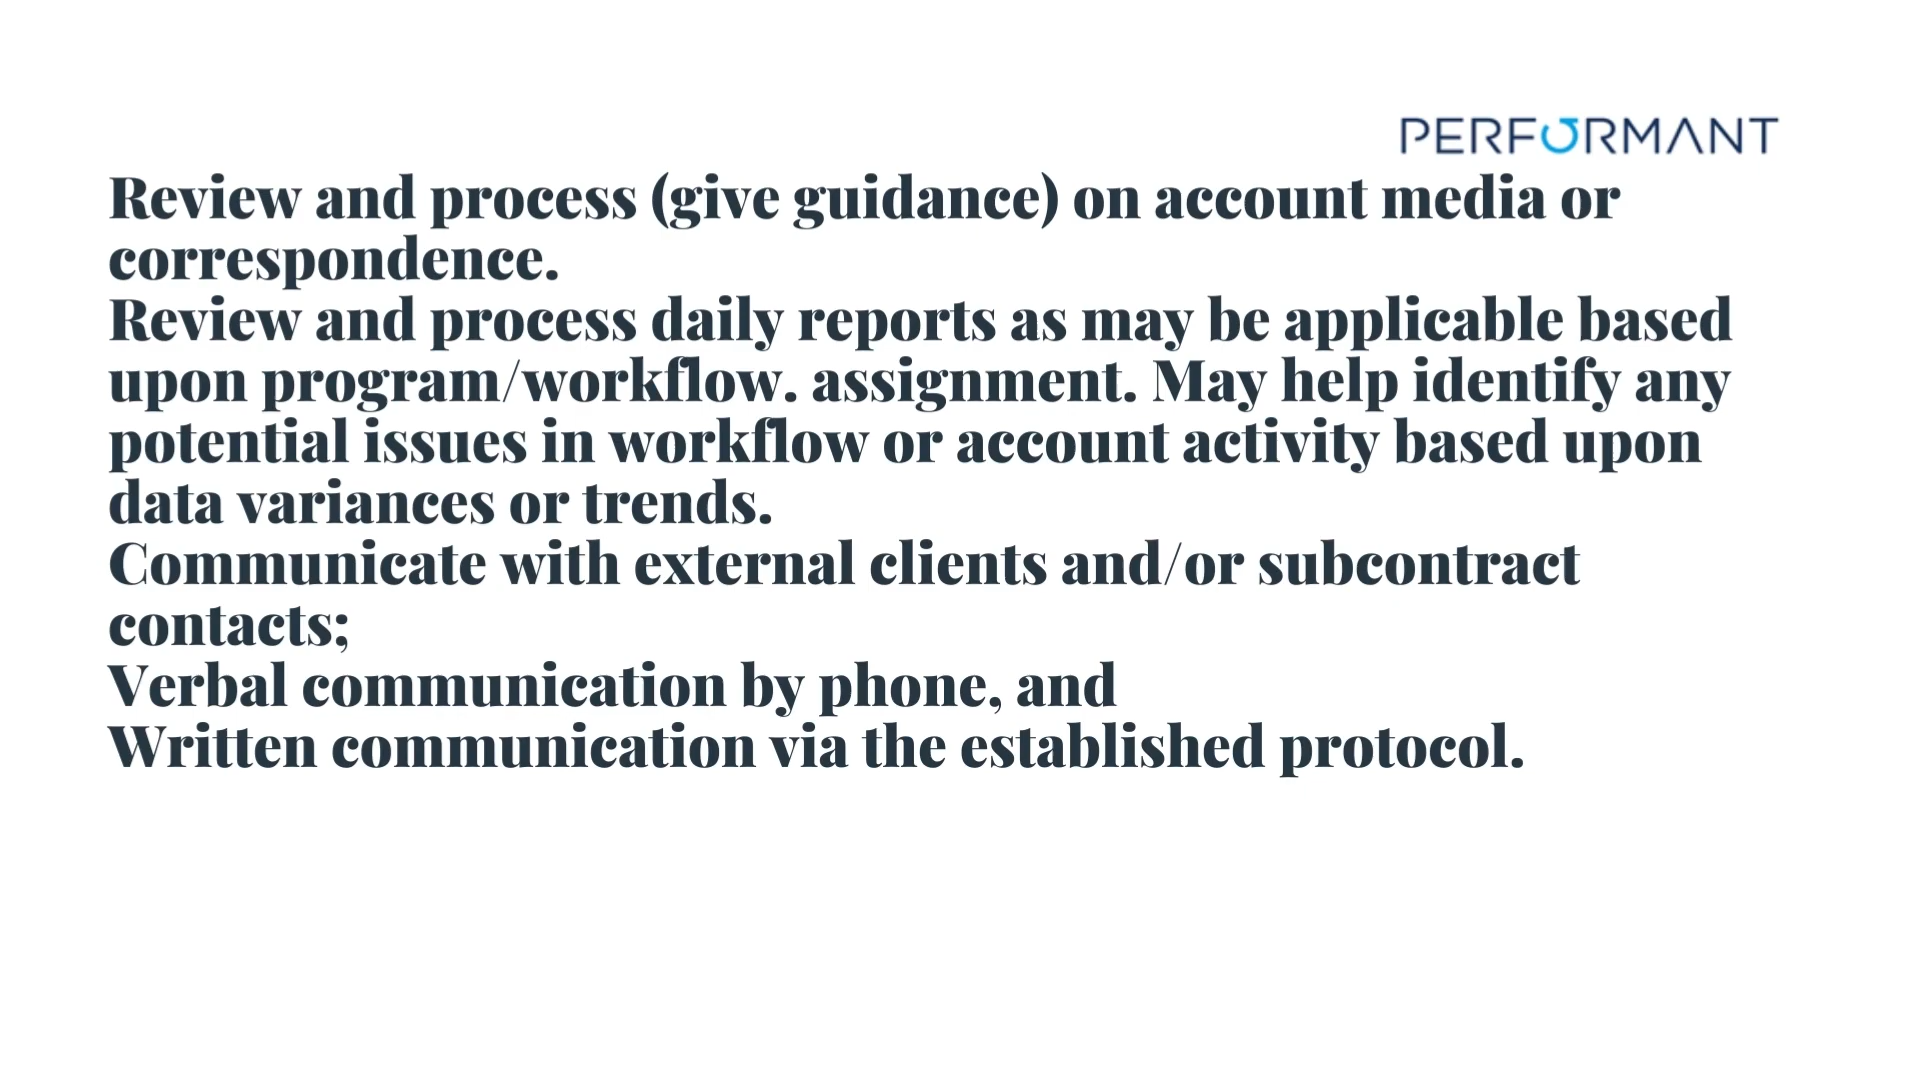 PERFORMANT
Review and process (give guidance) on account media or
correspondence.
Review and process daily reports as may be applicable based
upon program/workflow. assignment. May help identify any
potential issues in workflow or account activity based upon
data variances or trends.
Communicate with external clients and/or subcontract
contacts;
Verbal communication by phone, and
Written communication via the established protocol.